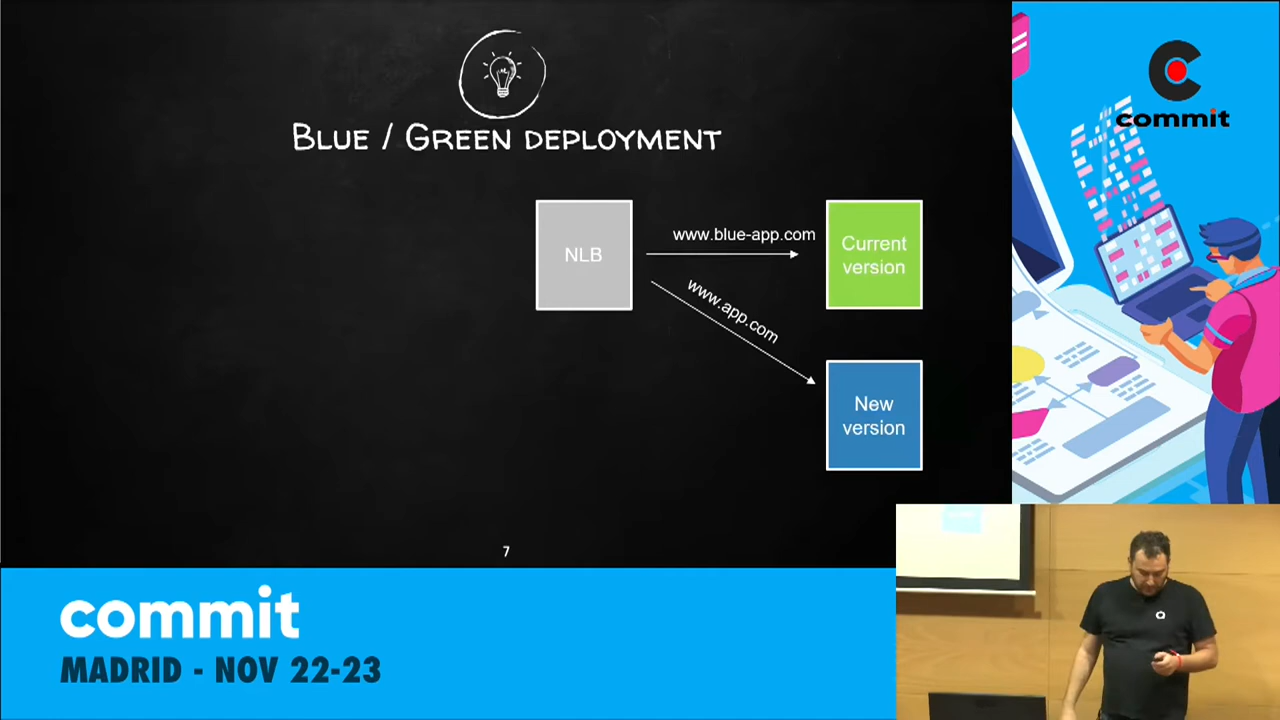 BLUE / GREEN DEPLOYMENT
NLB
www.blue-app.com
Current
version
www.app.com
New
version
7
commit
commit
MADRID - NOV 22-23